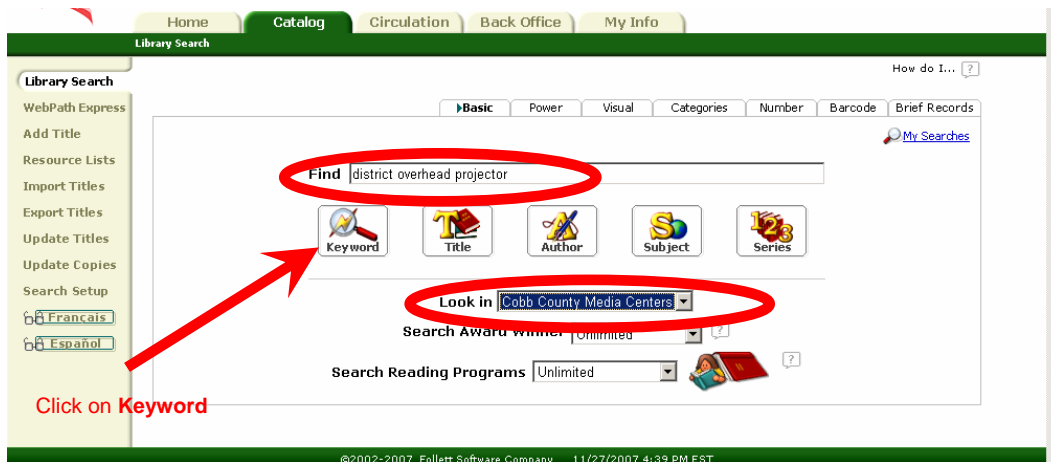 Home Catalog Circulation Back Office My Info
Library Search
How do I... ?
Library Search
WebPath Express
Add Title
Resource Lists
Import Titles
Export Titles
Update Titles
Update Copies
Search Setup
Français
Español
Basic Power Visual Categories Number Barcode Brief Records
My Searches
Find district overhead projector
Keyword Title Author Subject Series
Look in Cobb County Media Centers
Search Award Winner Unlimited ?
Search Reading Programs Unlimited ?
Click on Keyword
©2002-2007 Follett Software Company 11/27/2007 4:39 PM EST